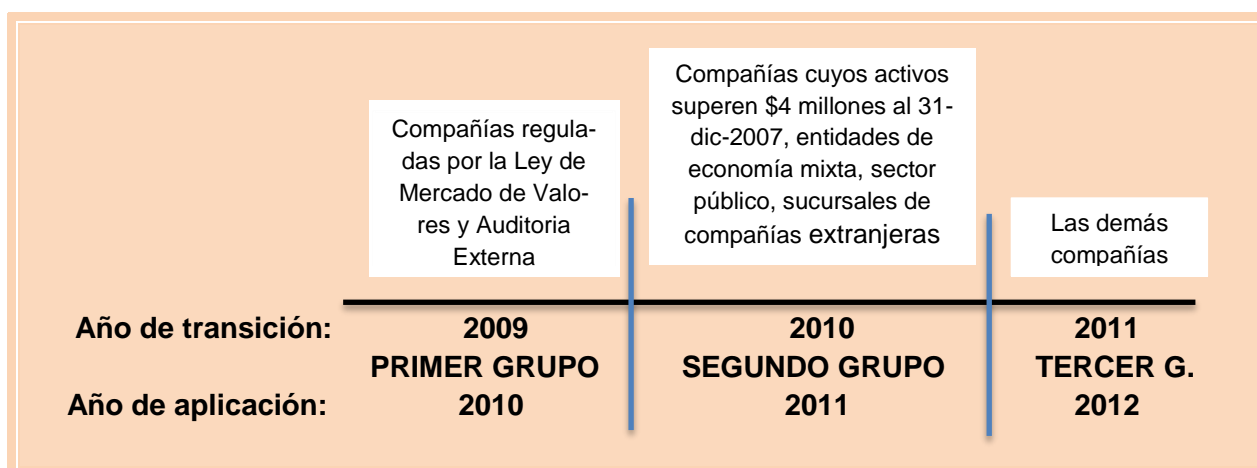 Compañías regula-
das por la Ley de
Mercado de Valo-
res y Auditoria
Externa
Compañías cuyos activos
superen $4 millones al 31-
dic-2007, entidades de
economía mixta, sector
público, sucursales de
compañías extranjeras
Las demás
compañías
Año de transición: 2009 2010 2011
PRIMER GRUPO SEGUNDO GRUPO TERCER G.
Año de aplicación: 2010 2011 2012